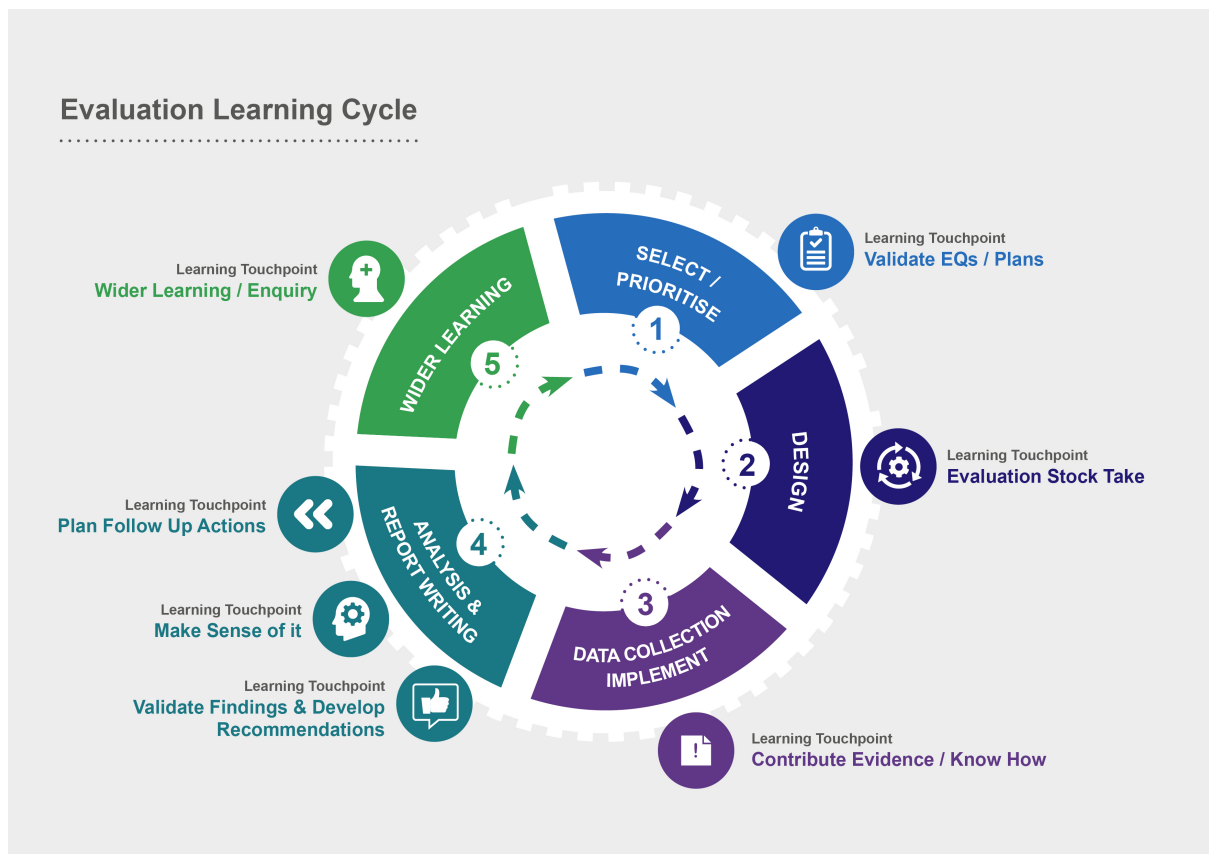 Evaluation Learning Cycle
SELECT /
PRIORITISE
1
Learning Touchpoint
Validate EQs / Plans
DESIGN
2
Learning Touchpoint
Evaluation Stock Take
3
DATA COLLECTION
IMPLEMENT
!
Learning Touchpoint
Contribute Evidence / Know How
4
ANALYSIS &
REPORT WRITING
Learning Touchpoint
Validate Findings & Develop
Recommendations
Learning Touchpoint
Make Sense of it
Learning Touchpoint
Plan Follow Up Actions
5
WIDER LEARNING
Learning Touchpoint
Wider Learning / Enquiry